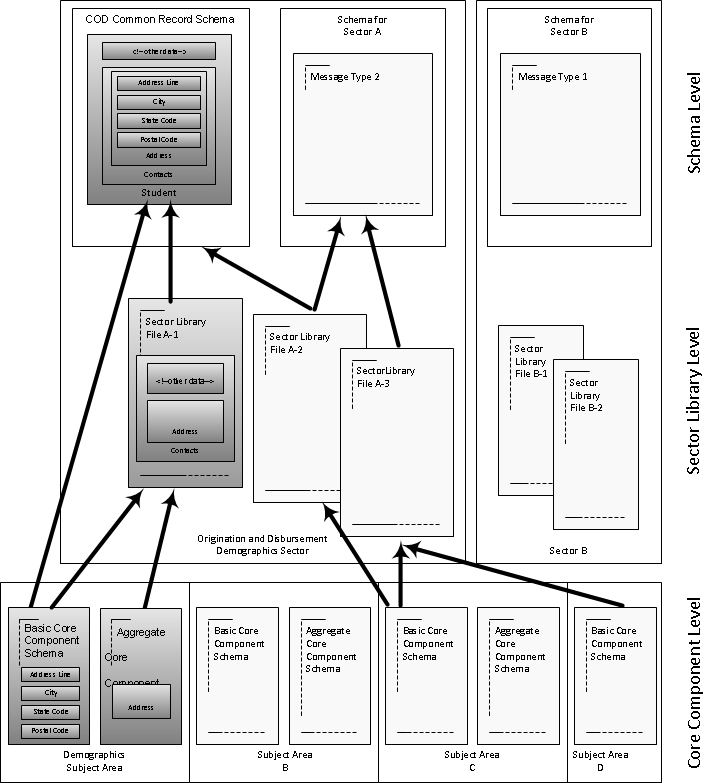 COD Common Record Schema
<!--other data-->
Address Line
City
State Code
Postal Code
Address
Contacts
Student
Schema for
Sector A
Message Type 2
Schema for
Sector B
Message Type 1
Schema Level
Sector Library
File A-1
<!--other data-->
Address
Contacts
Sector Library
File A-2
SectorLibrary
File A-3
Origination and Disbursement
Demographics Sector
Sector
Library
File B-1
Sector
Library
File B-2
Sector B
Sector Library Level
Basic Core
Component
Schema
Address Line
City
State Code
Postal Code
Aggregate
Core
Component
Address
Demographics
Subject Area
Basic Core
Component
Schema
Aggregate
Core
Component
Schema
Subject Area
B
Basic Core
Component
Schema
Aggregate
Core
Component
Schema
Subject Area
C
Basic Core
Component
Schema
Subject Area
D
Core Component Level